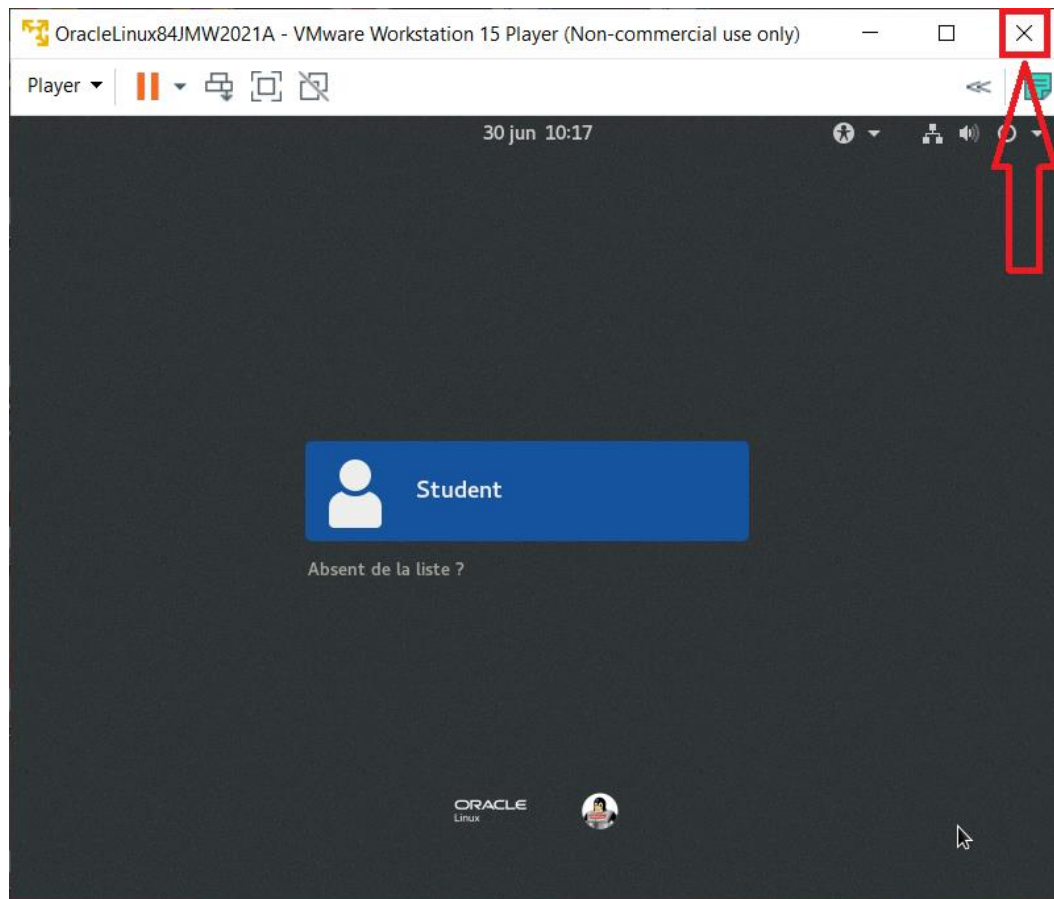 OracleLinux84JMW2021A - VMware Workstation 15 Player (Non-commercial use only)
Player
30 jun 10:17
Student
Absent de la liste ?
ORACLE
Linux